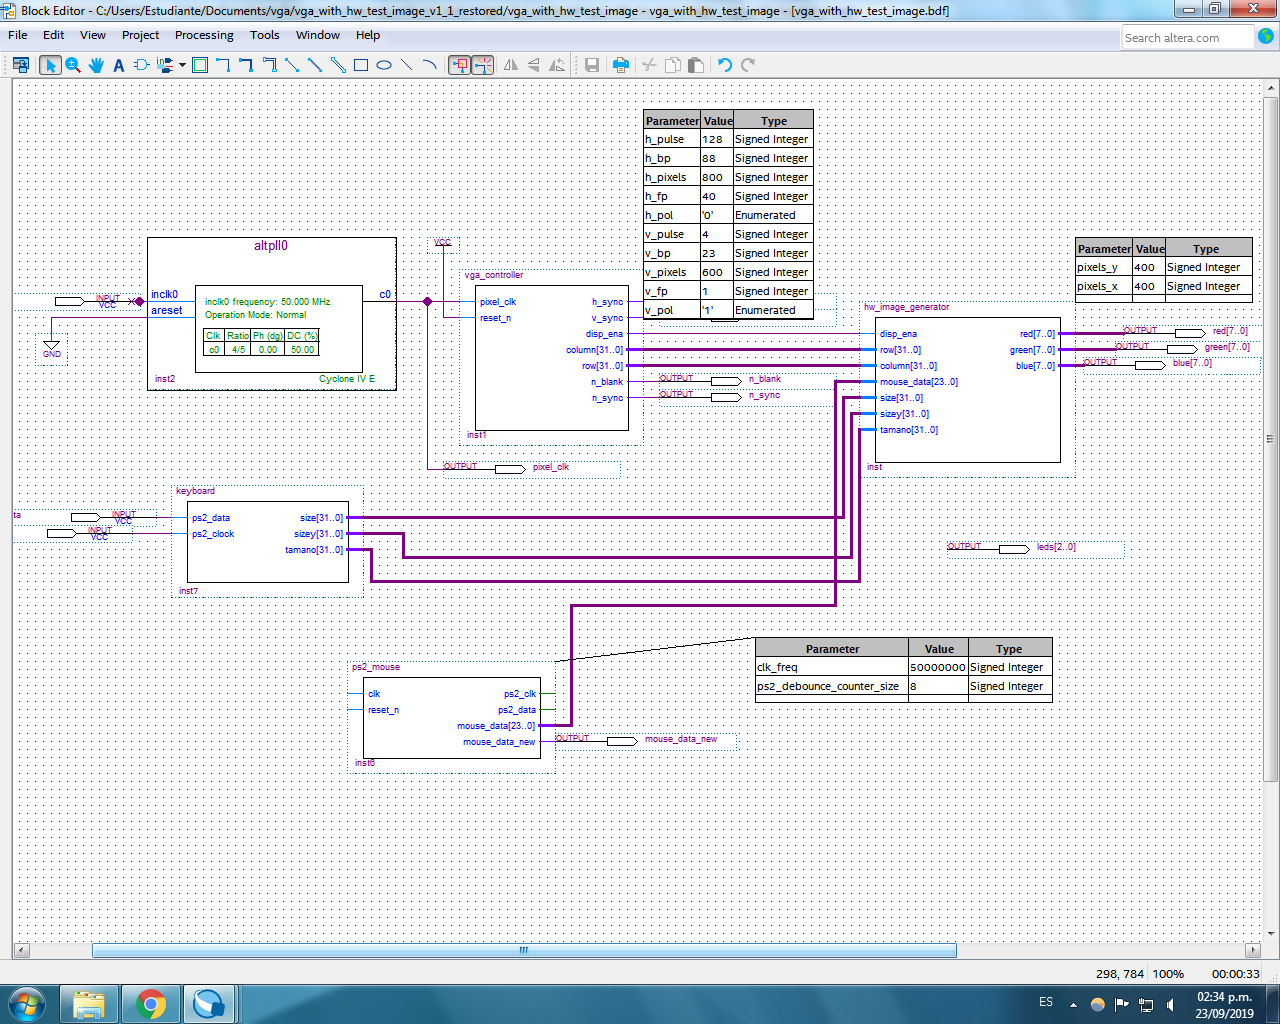 Block Editor - C:/Users/Estudiante/Documents/vga/vga_with_hw_test_image_v1_1_restored/vga_with_hw_test_image - vga_with_hw_test_image - [vga_with_hw_test_image.bdf]
File Edit View Project Processing Tools Window Help
Search altera.com
Parameter Value Type
h_pulse 128 Signed Integer
h_bp 88 Signed Integer
h_pixels 800 Signed Integer
h_fp 40 Signed Integer
h_pol '0' Enumerated
v_pulse 4 Signed Integer
v_bp 23 Signed Integer
v_pixels 600 Signed Integer
v_fp 1 Signed Integer
v_pol '1' Enumerated
Parameter Value Type
pixels_y 400 Signed Integer
pixels_x 400 Signed Integer
altpll0
inclk0
areset
c0
inclk0 frequency: 50.000 MHz
Operation Mode: Normal
Clk Ratio Ph (dg) DC (%)
c0 4/5 0.00 50.00
inst2
Cyclone IV E
INPUT
VCC
GND
VCC
vga_controller
pixel_clk
reset_n
h_sync
v_sync
disp_ena
column[31..0]
row[31..0]
n_blank
n_sync
inst1
OUTPUT n_blank
OUTPUT n_sync
OUTPUT pixel_clk
hw_image_generator
disp_ena
row[31..0]
column[31..0]
mouse_data[23..0]
size[31..0]
sizey[31..0]
tamano[31..0]
red[7..0]
green[7..0]
blue[7..0]
inst
OUTPUT red[7..0]
OUTPUT green[7..0]
OUTPUT blue[7..0]
keyboard
ta
INPUT
VCC
INPUT
VCC
ps2_data
ps2_clock
size[31..0]
sizey[31..0]
tamano[31..0]
inst7
OUTPUT leds[2..0]
ps2_mouse
clk
reset_n
ps2_clk
ps2_data
mouse_data[23..0]
mouse_data_new
inst6
OUTPUT mouse_data_new
Parameter Value Type
clk_freq 50000000 Signed Integer
ps2_debounce_counter_size 8 Signed Integer
298, 784 100% 00:00:33
ES
02:34 p.m.
23/09/2019